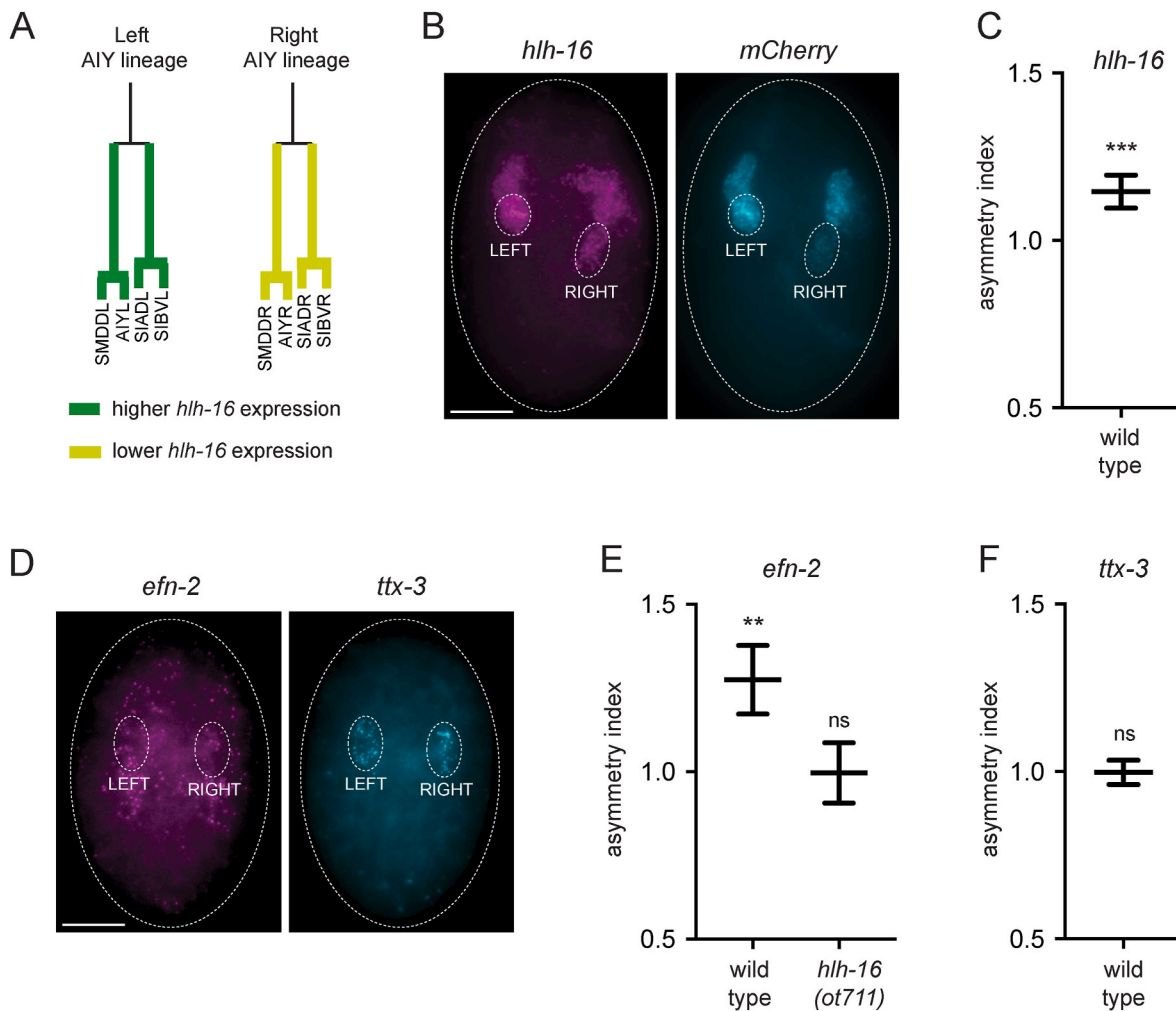 A
Left
AIY lineage
Right
AIY lineage
SMDDL
AIYL
SIADL
SIBVL
SMDDR
AIYR
SIADR
SIBVR
higher hlh-16 expression
lower hlh-16 expression
B
hlh-16
mCherry
LEFT
RIGHT
LEFT
RIGHT
C
hlh-16
asymmetry index
1.5
1.0
0.5
***
wild
type
D
efn-2
ttx-3
LEFT
RIGHT
LEFT
RIGHT
E
efn-2
asymmetry index
1.5
1.0
0.5
**
ns
wild
type
hlh-16
(ot711)
F
ttx-3
asymmetry index
1.5
1.0
0.5
ns
wild
type